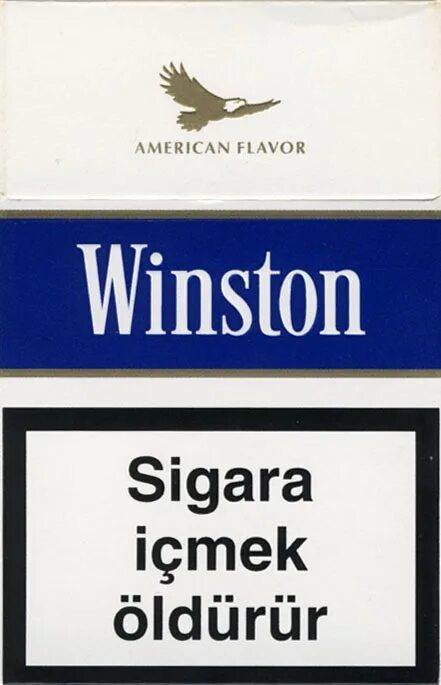 AMERICAN FLAVOR
Winston
Sigara
içmek
öldürür